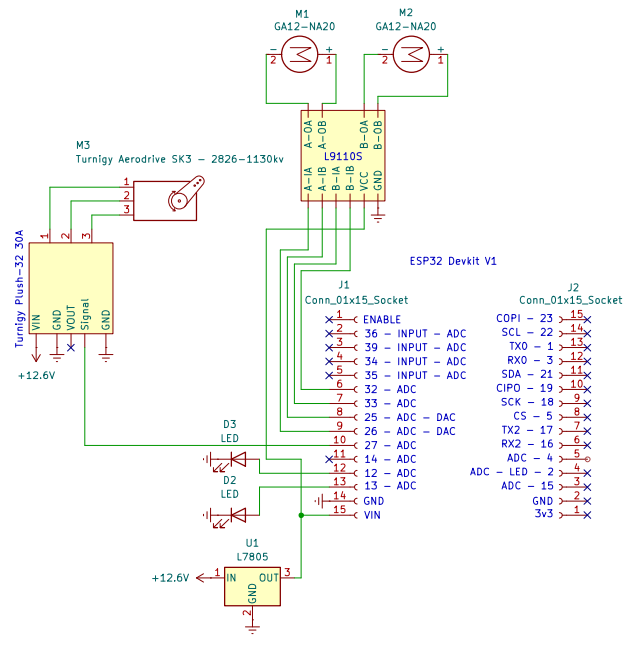 M1
GA12-NA20
M2
GA12-NA20
- +
2 1
- +
2 1
A-OA
A-OB
B-OA
B-OB
L9110S
A-IA
A-IB
B-IA
B-IB
VCC
GND
M3
Turnigy Aerodrive SK3 - 2826-1130kv
1
2
3
1
2
3
Turnigy Plush-32 30A
VIN
GND
VOUT
Signal
GND
+12.6V
ESP32 Devkit V1
J1
Conn_01x15_Socket
1 ENABLE
2 36 - INPUT - ADC
3 39 - INPUT - ADC
4 34 - INPUT - ADC
5 35 - INPUT - ADC
6 32 - ADC
7 33 - ADC
8 25 - ADC - DAC
9 26 - ADC - DAC
10 27 - ADC
11 14 - ADC
12 12 - ADC
13 13 - ADC
14 GND
15 VIN
J2
Conn_01x15_Socket
COPI - 23 15
SCL - 22 14
TX0 - 1 13
RX0 - 3 12
SDA - 21 11
CIPO - 19 10
SCK - 18 9
CS - 5 8
TX2 - 17 7
RX2 - 16 6
ADC - 4 5
ADC - LED - 2 4
ADC - 15 3
GND 2
3v3 1
D3
LED
D2
LED
U1
L7805
+12.6V
1 IN OUT 3
GND
2